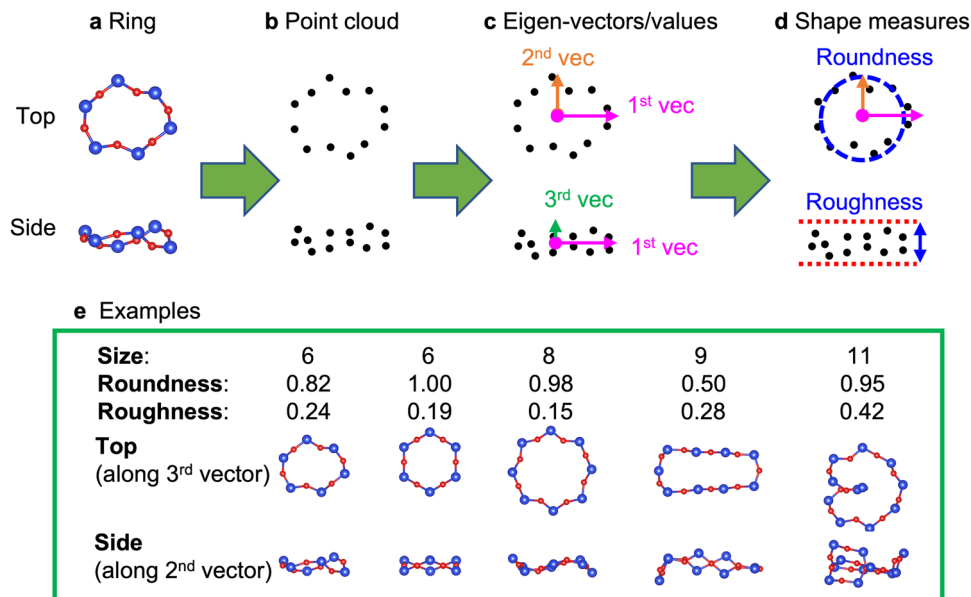 a Ring
b Point cloud
c Eigen-vectors/values
d Shape measures
Top
2nd vec
1st vec
Roundness
Side
3rd vec
1st vec
Roughness
e Examples
Size: 6 6 8 9 11
Roundness: 0.82 1.00 0.98 0.50 0.95
Roughness: 0.24 0.19 0.15 0.28 0.42
Top
(along 3rd vector)
Side
(along 2nd vector)